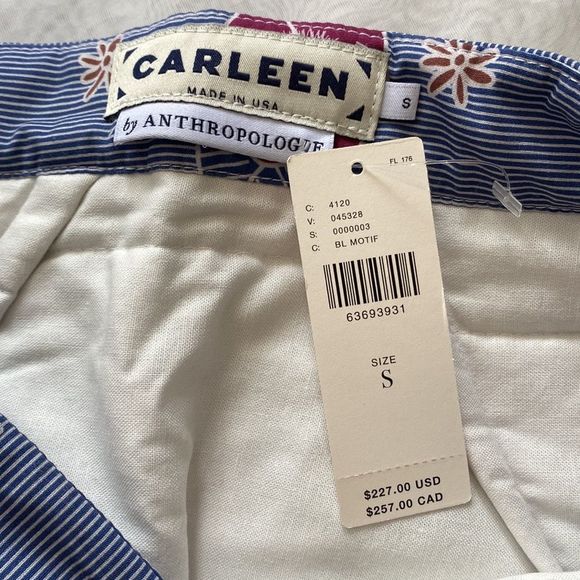 CARLEEN
MADE IN USA
by ANTHROPOLOGIE
S
FL 176
C: 4120
V: 045328
S: 0000003
C: BL MOTIF
63693931
SIZE
S
$227.00 USD
$257.00 CAD